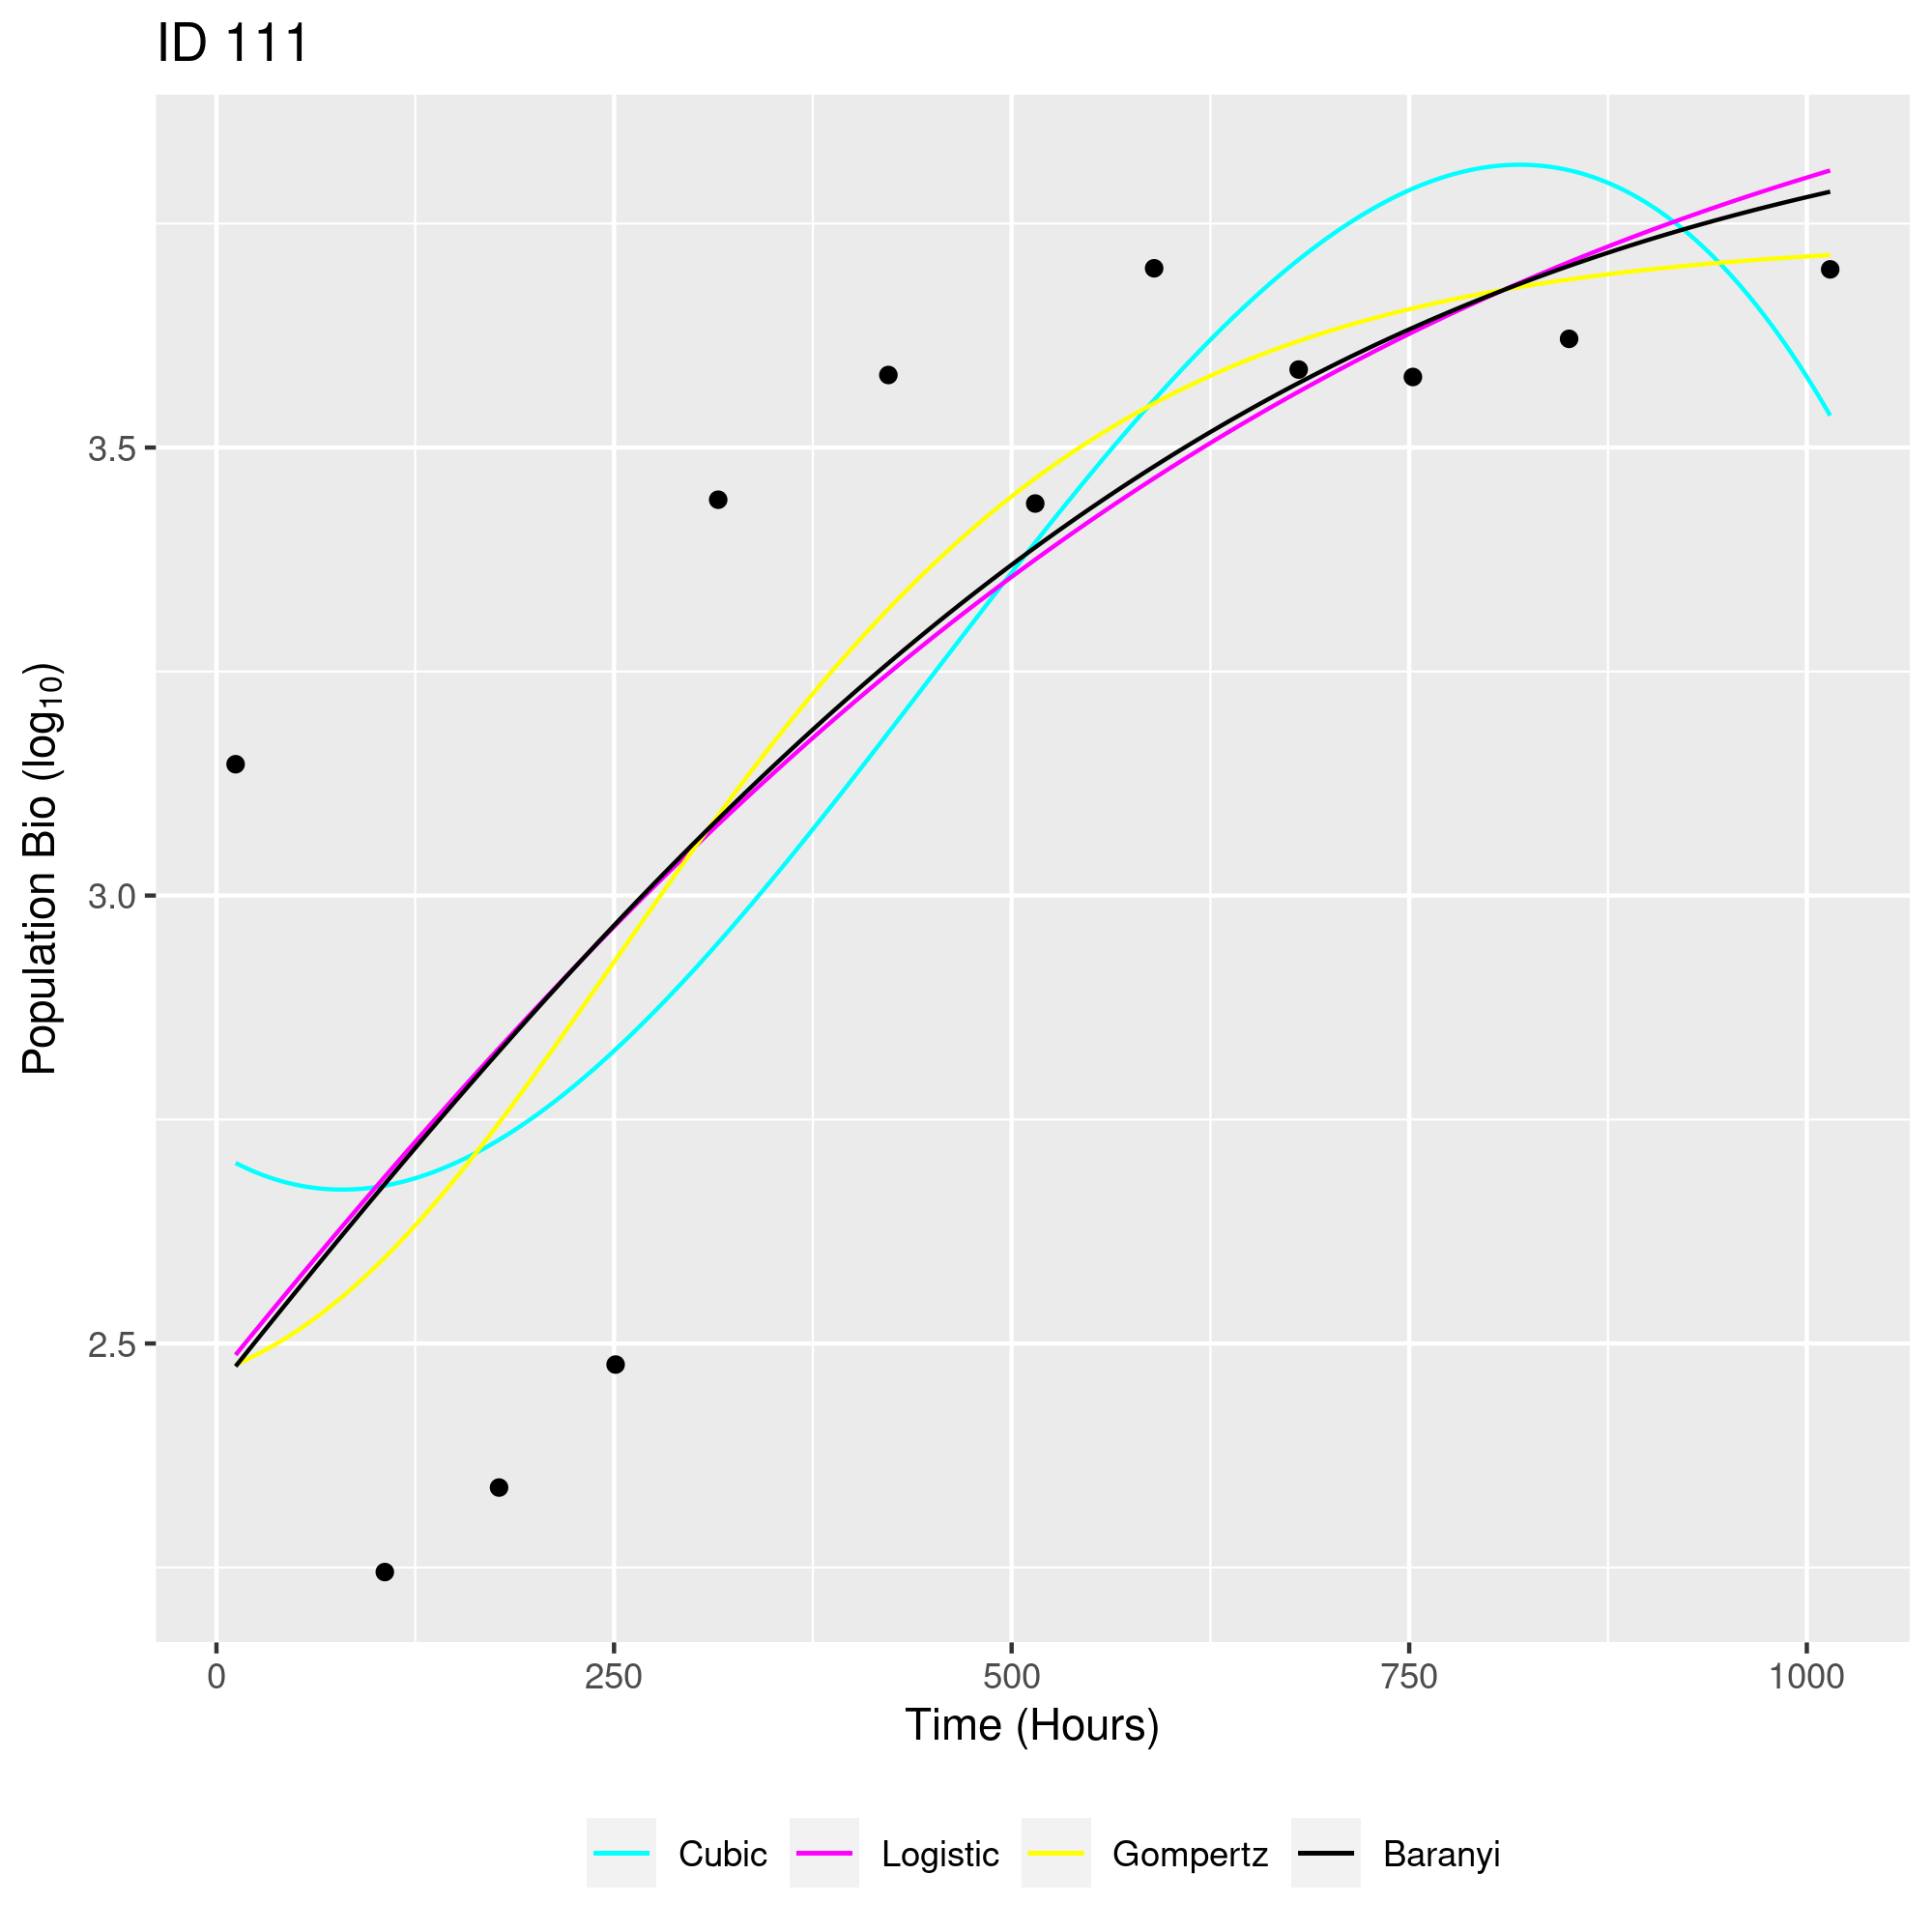 ID 111
Population Bio (log₁₀)
3.5
3.0
2.5
0 250 500 750 1000
Time (Hours)
Cubic Logistic Gompertz Baranyi